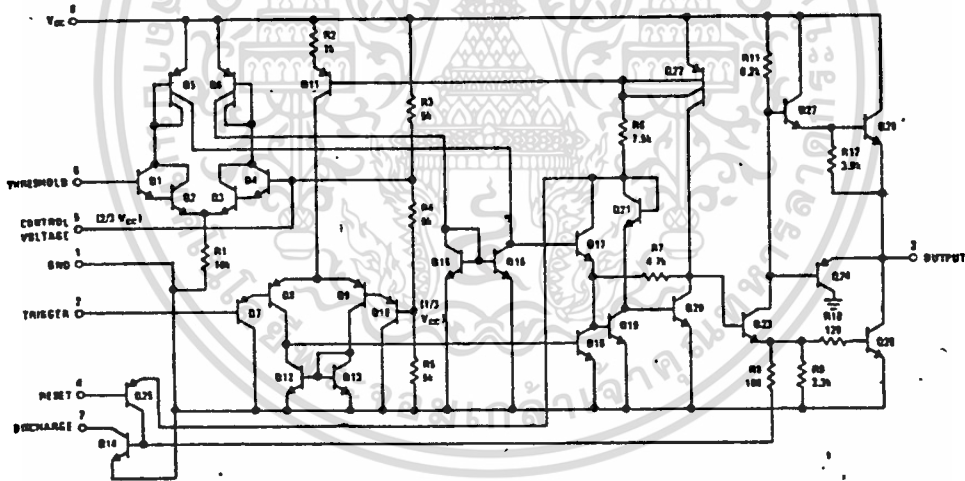 VCC 8
R2
1k
R11
6.2k
Q5
Q6
Q11
Q22
Q27
Q28
R3
5k
R6
7.5k
R12
3.9k
THRESHOLD 6
Q1
Q2
Q3
Q4
CONTROL VOLTAGE 5 (2/3 VCC)
R4
5k
Q21
GND 1
R1
10k
Q15
Q16
Q17
R7
4.7k
3 OUTPUT
TRIGGER 2
Q7
Q8
Q9
Q10
(1/3 VCC)
Q18
Q19
Q20
Q23
Q24
R10
120
Q12
Q13
R5
5k
R8
100
R9
RESET 4
Q25
DISCHARGE 7
Q14